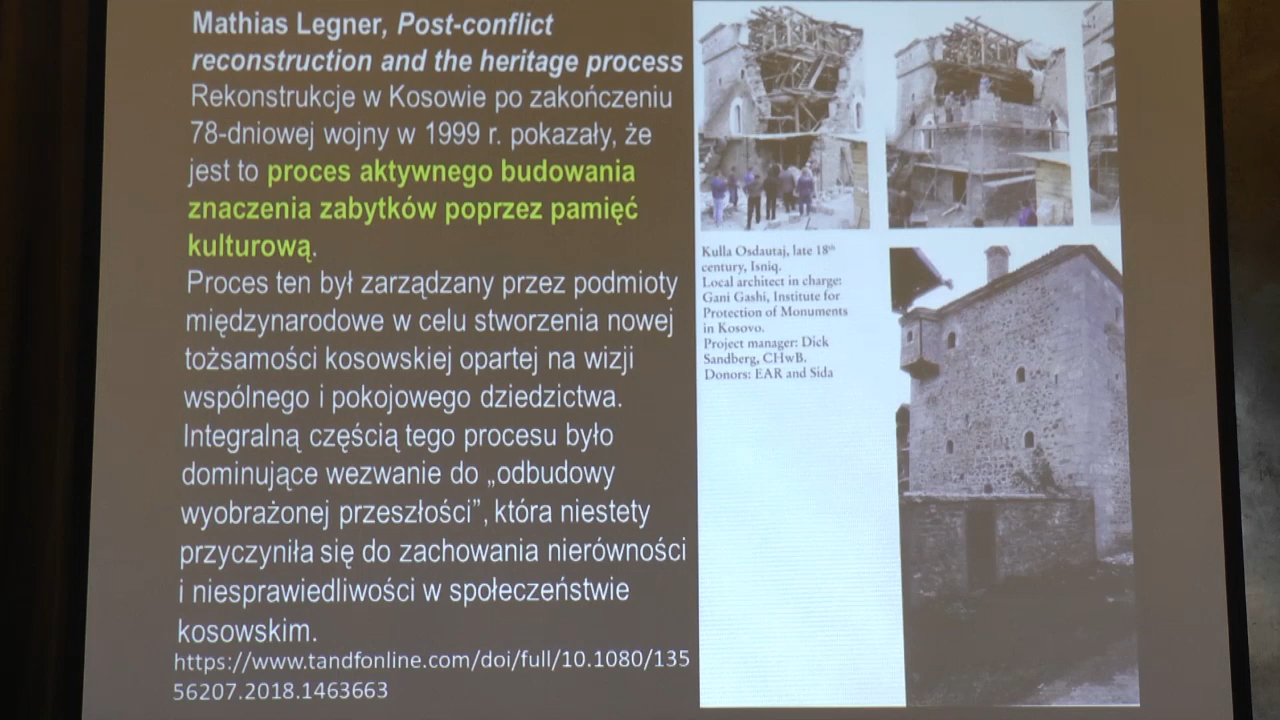 Mathias Legner, Post-conflict
reconstruction and the heritage process
Rekonstrukcje w Kosowie po zakończeniu
78-dniowej wojny w 1999 r. pokazały, że
jest to proces aktywnego budowania
znaczenia zabytków poprzez pamięć
kulturową.
Proces ten był zarządzany przez podmioty
międzynarodowe w celu stworzenia nowej
tożsamości kosowskiej opartej na wizji
wspólnego i pokojowego dziedzictwa.
Integralną częścią tego procesu było
dominujące wezwanie do „odbudowy
wyobrażonej przeszłości”, która niestety
przyczyniła się do zachowania nierówności
i niesprawiedliwości w społeczeństwie
kosowskim.
https://www.tandfonline.com/doi/full/10.1080/135
56207.2018.1463663
Kulla Osdautaj, late 18th
century, Isniq.
Local architect in charge:
Gani Gashi, Institute for
Protection of Monuments
in Kosovo.
Project manager: Dick
Sandberg, CHwB.
Donors: EAR and Sida